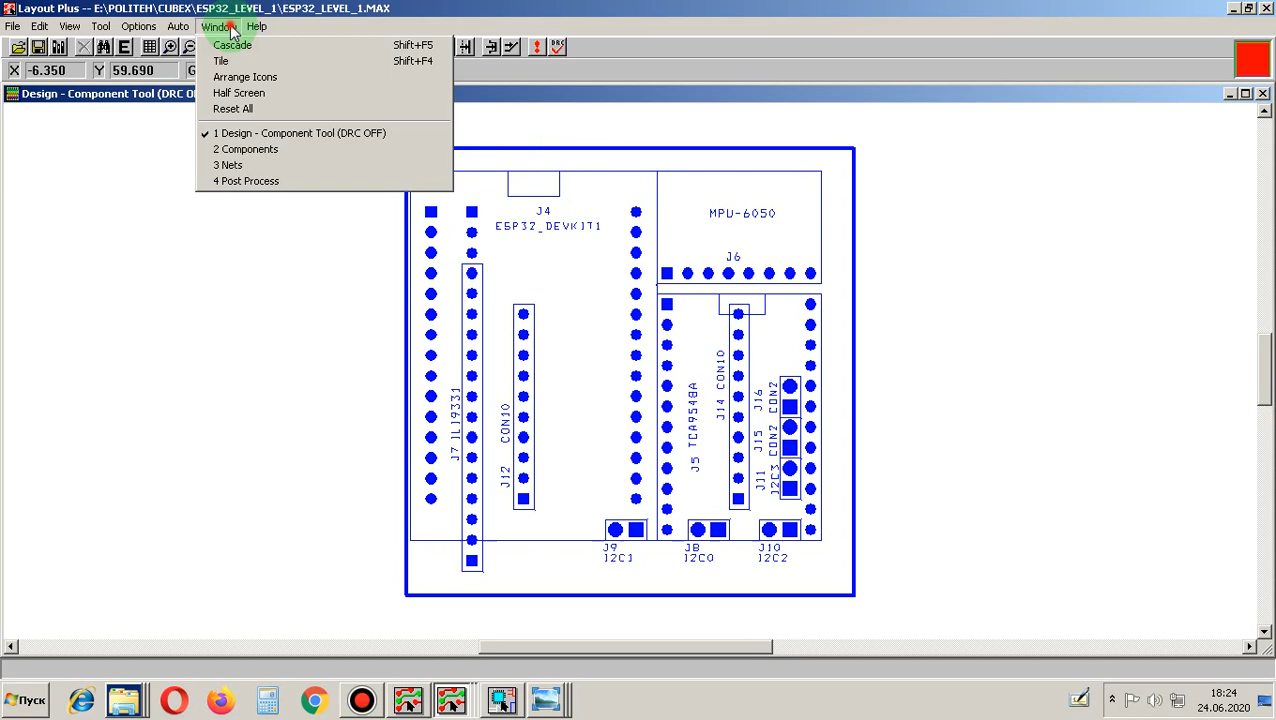 Layout Plus -- E:\POLITEH\CUBEX\ESP32_LEVEL_1\ESP32_LEVEL_1.MAX
File Edit View Tool Options Auto Window Help
Cascade Shift+F5
Tile Shift+F4
Arrange Icons
Half Screen
Reset All
1 Design - Component Tool (DRC OFF)
2 Components
3 Nets
4 Post Process
E
DRC
X -6.350 Y 59.690 G
Design - Component Tool (DRC O
J4
ESP32_DEVKIT1
MPU-6050
J6
J7 1L19331
J12 CON10
J5 TCA9548A
J14 CON10
J16 CON2
J15 CON2
J11 I2C3
J9
I2C1
J8
I2C0
J10
I2C2
Пуск
18:24
24.06.2020